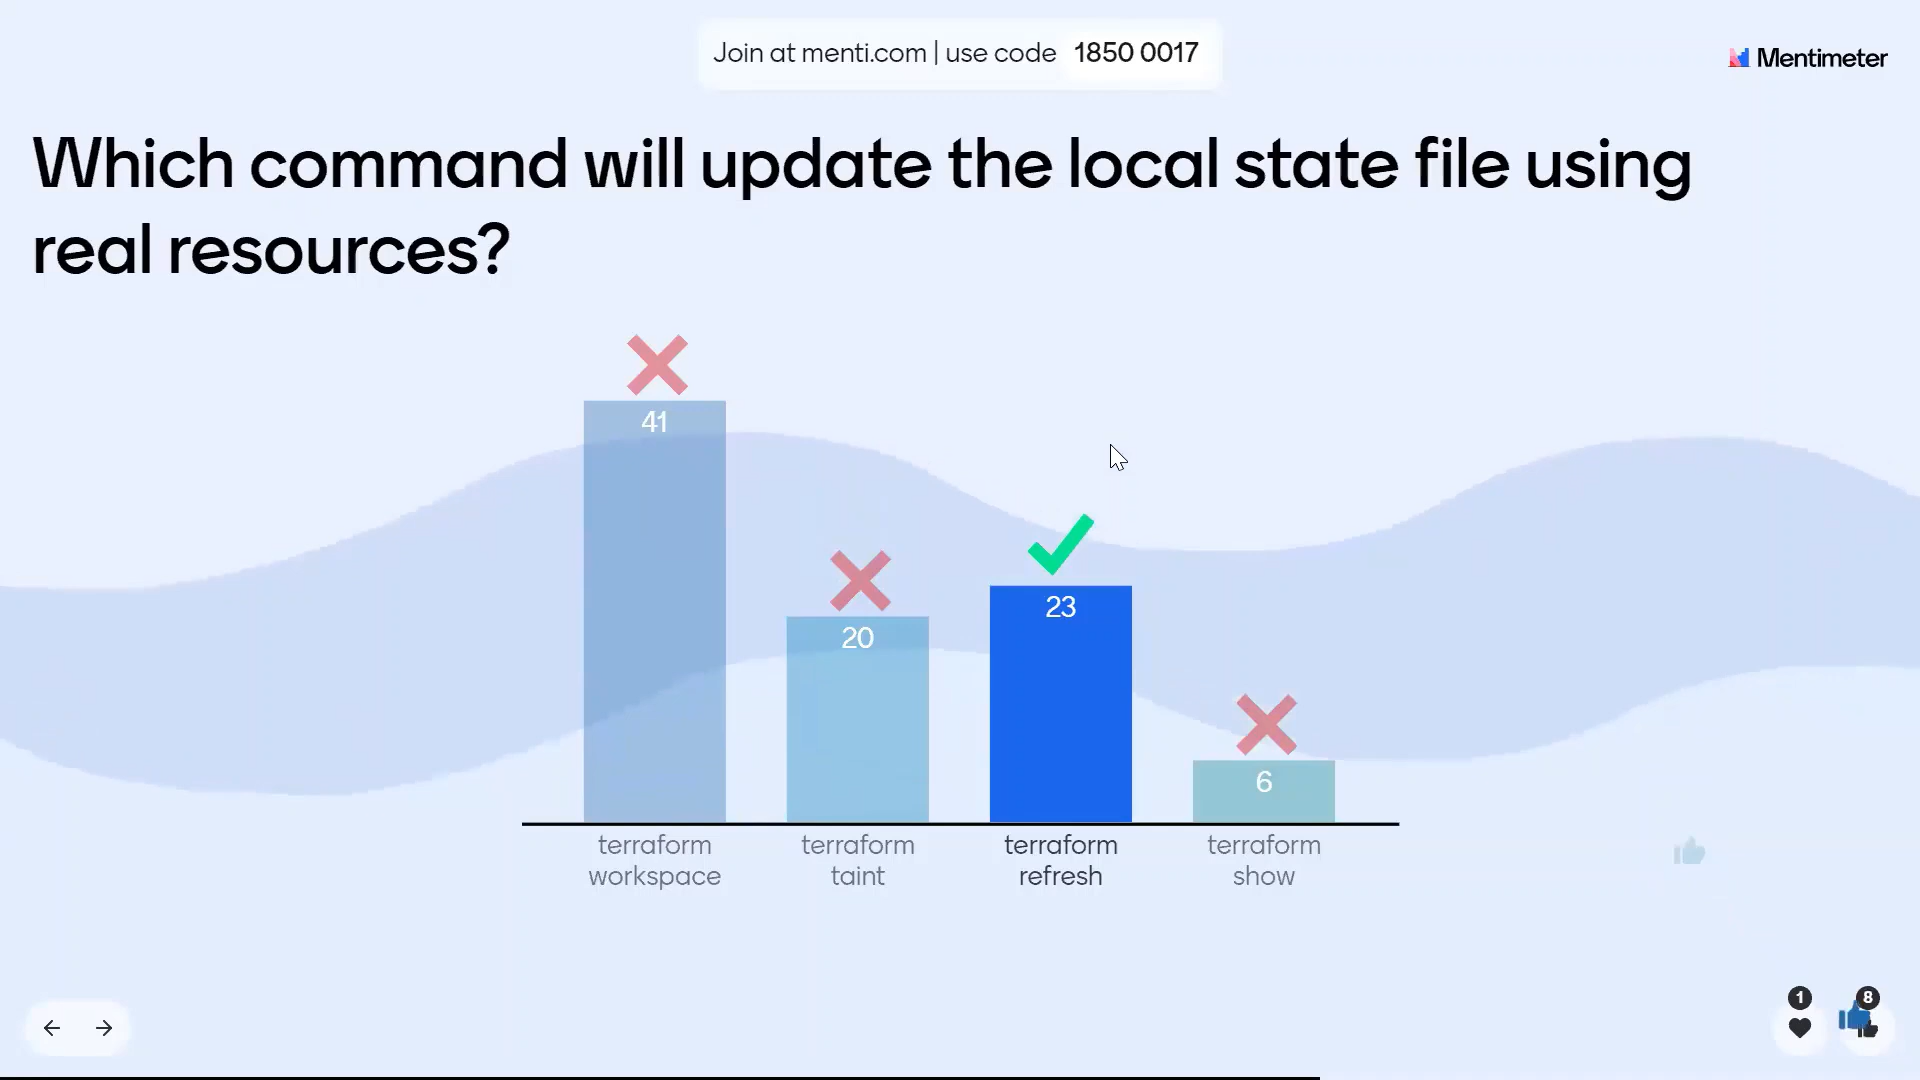 Join at menti.com | use code 1850 0017
Mentimeter
Which command will update the local state file using
real resources?
41
20
23
6
terraform
workspace
terraform
taint
terraform
refresh
terraform
show
1
8